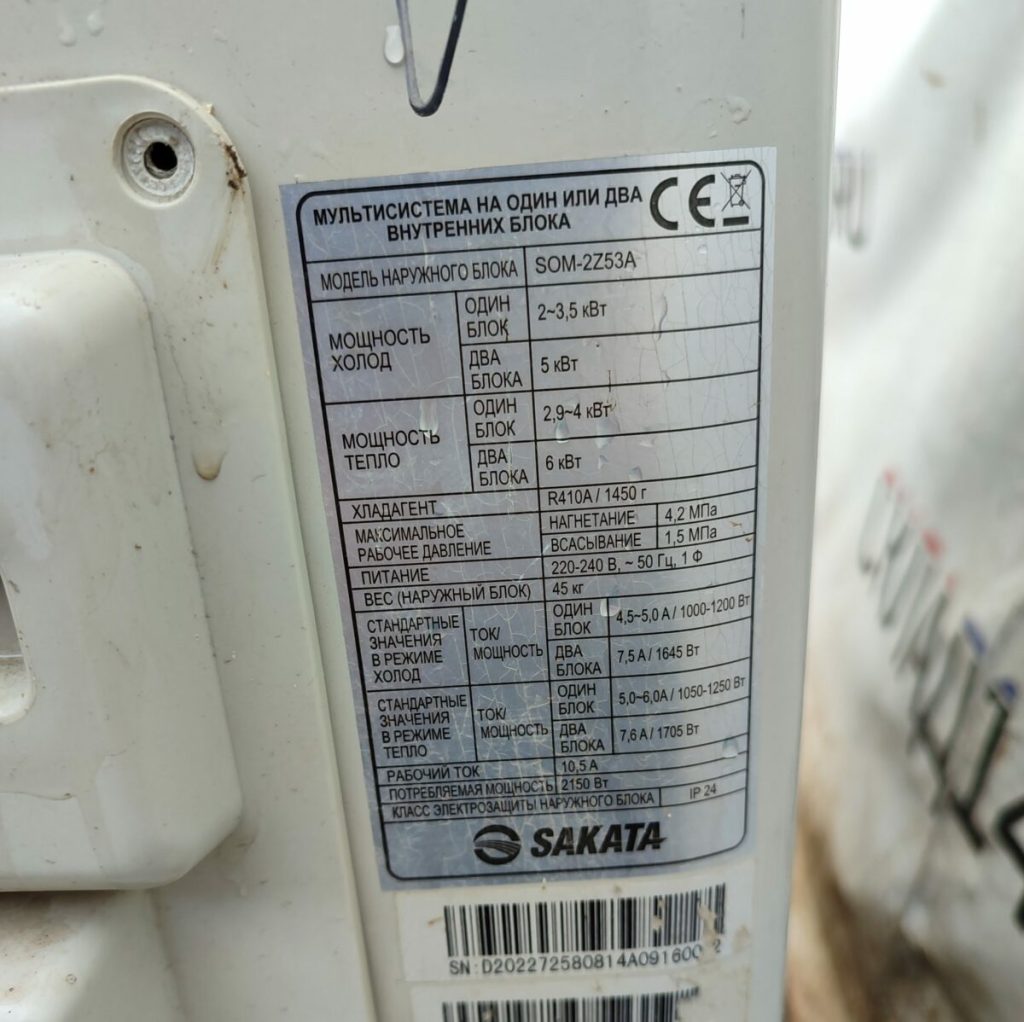 МУЛЬТИСИСТЕМА НА ОДИН ИЛИ ДВА
ВНУТРЕННИХ БЛОКА
CE
МОДЕЛЬ НАРУЖНОГО БЛОКА SOM-2Z53A
МОЩНОСТЬ ХОЛОД
ОДИН БЛОК 2~3,5 кВт
ДВА БЛОКА 5 кВт
МОЩНОСТЬ ТЕПЛО
ОДИН БЛОК 2,9~4 кВт
ДВА БЛОКА 6 кВт
ХЛАДАГЕНТ R410A / 1450 г
МАКСИМАЛЬНОЕ РАБОЧЕЕ ДАВЛЕНИЕ
НАГНЕТАНИЕ 4,2 МПа
ВСАСЫВАНИЕ 1,5 МПа
ПИТАНИЕ 220-240 В, ~ 50 Гц, 1 Ф
ВЕС (НАРУЖНЫЙ БЛОК) 45 кг
СТАНДАРТНЫЕ ЗНАЧЕНИЯ В РЕЖИМЕ ХОЛОД
ТОК/ МОЩНОСТЬ
ОДИН БЛОК 4,5~5,0 А / 1000-1200 Вт
ДВА БЛОКА 7,5 А / 1645 Вт
СТАНДАРТНЫЕ ЗНАЧЕНИЯ В РЕЖИМЕ ТЕПЛО
ТОК/ МОЩНОСТЬ
ОДИН БЛОК 5,0~6,0А / 1050-1250 Вт
ДВА БЛОКА 7,6 А / 1705 Вт
РАБОЧИЙ ТОК 10,5 А
ПОТРЕБЛЯЕМАЯ МОЩНОСТЬ 2150 Вт
КЛАСС ЭЛЕКТРОЗАЩИТЫ НАРУЖНОГО БЛОКА IP 24
SAKATA